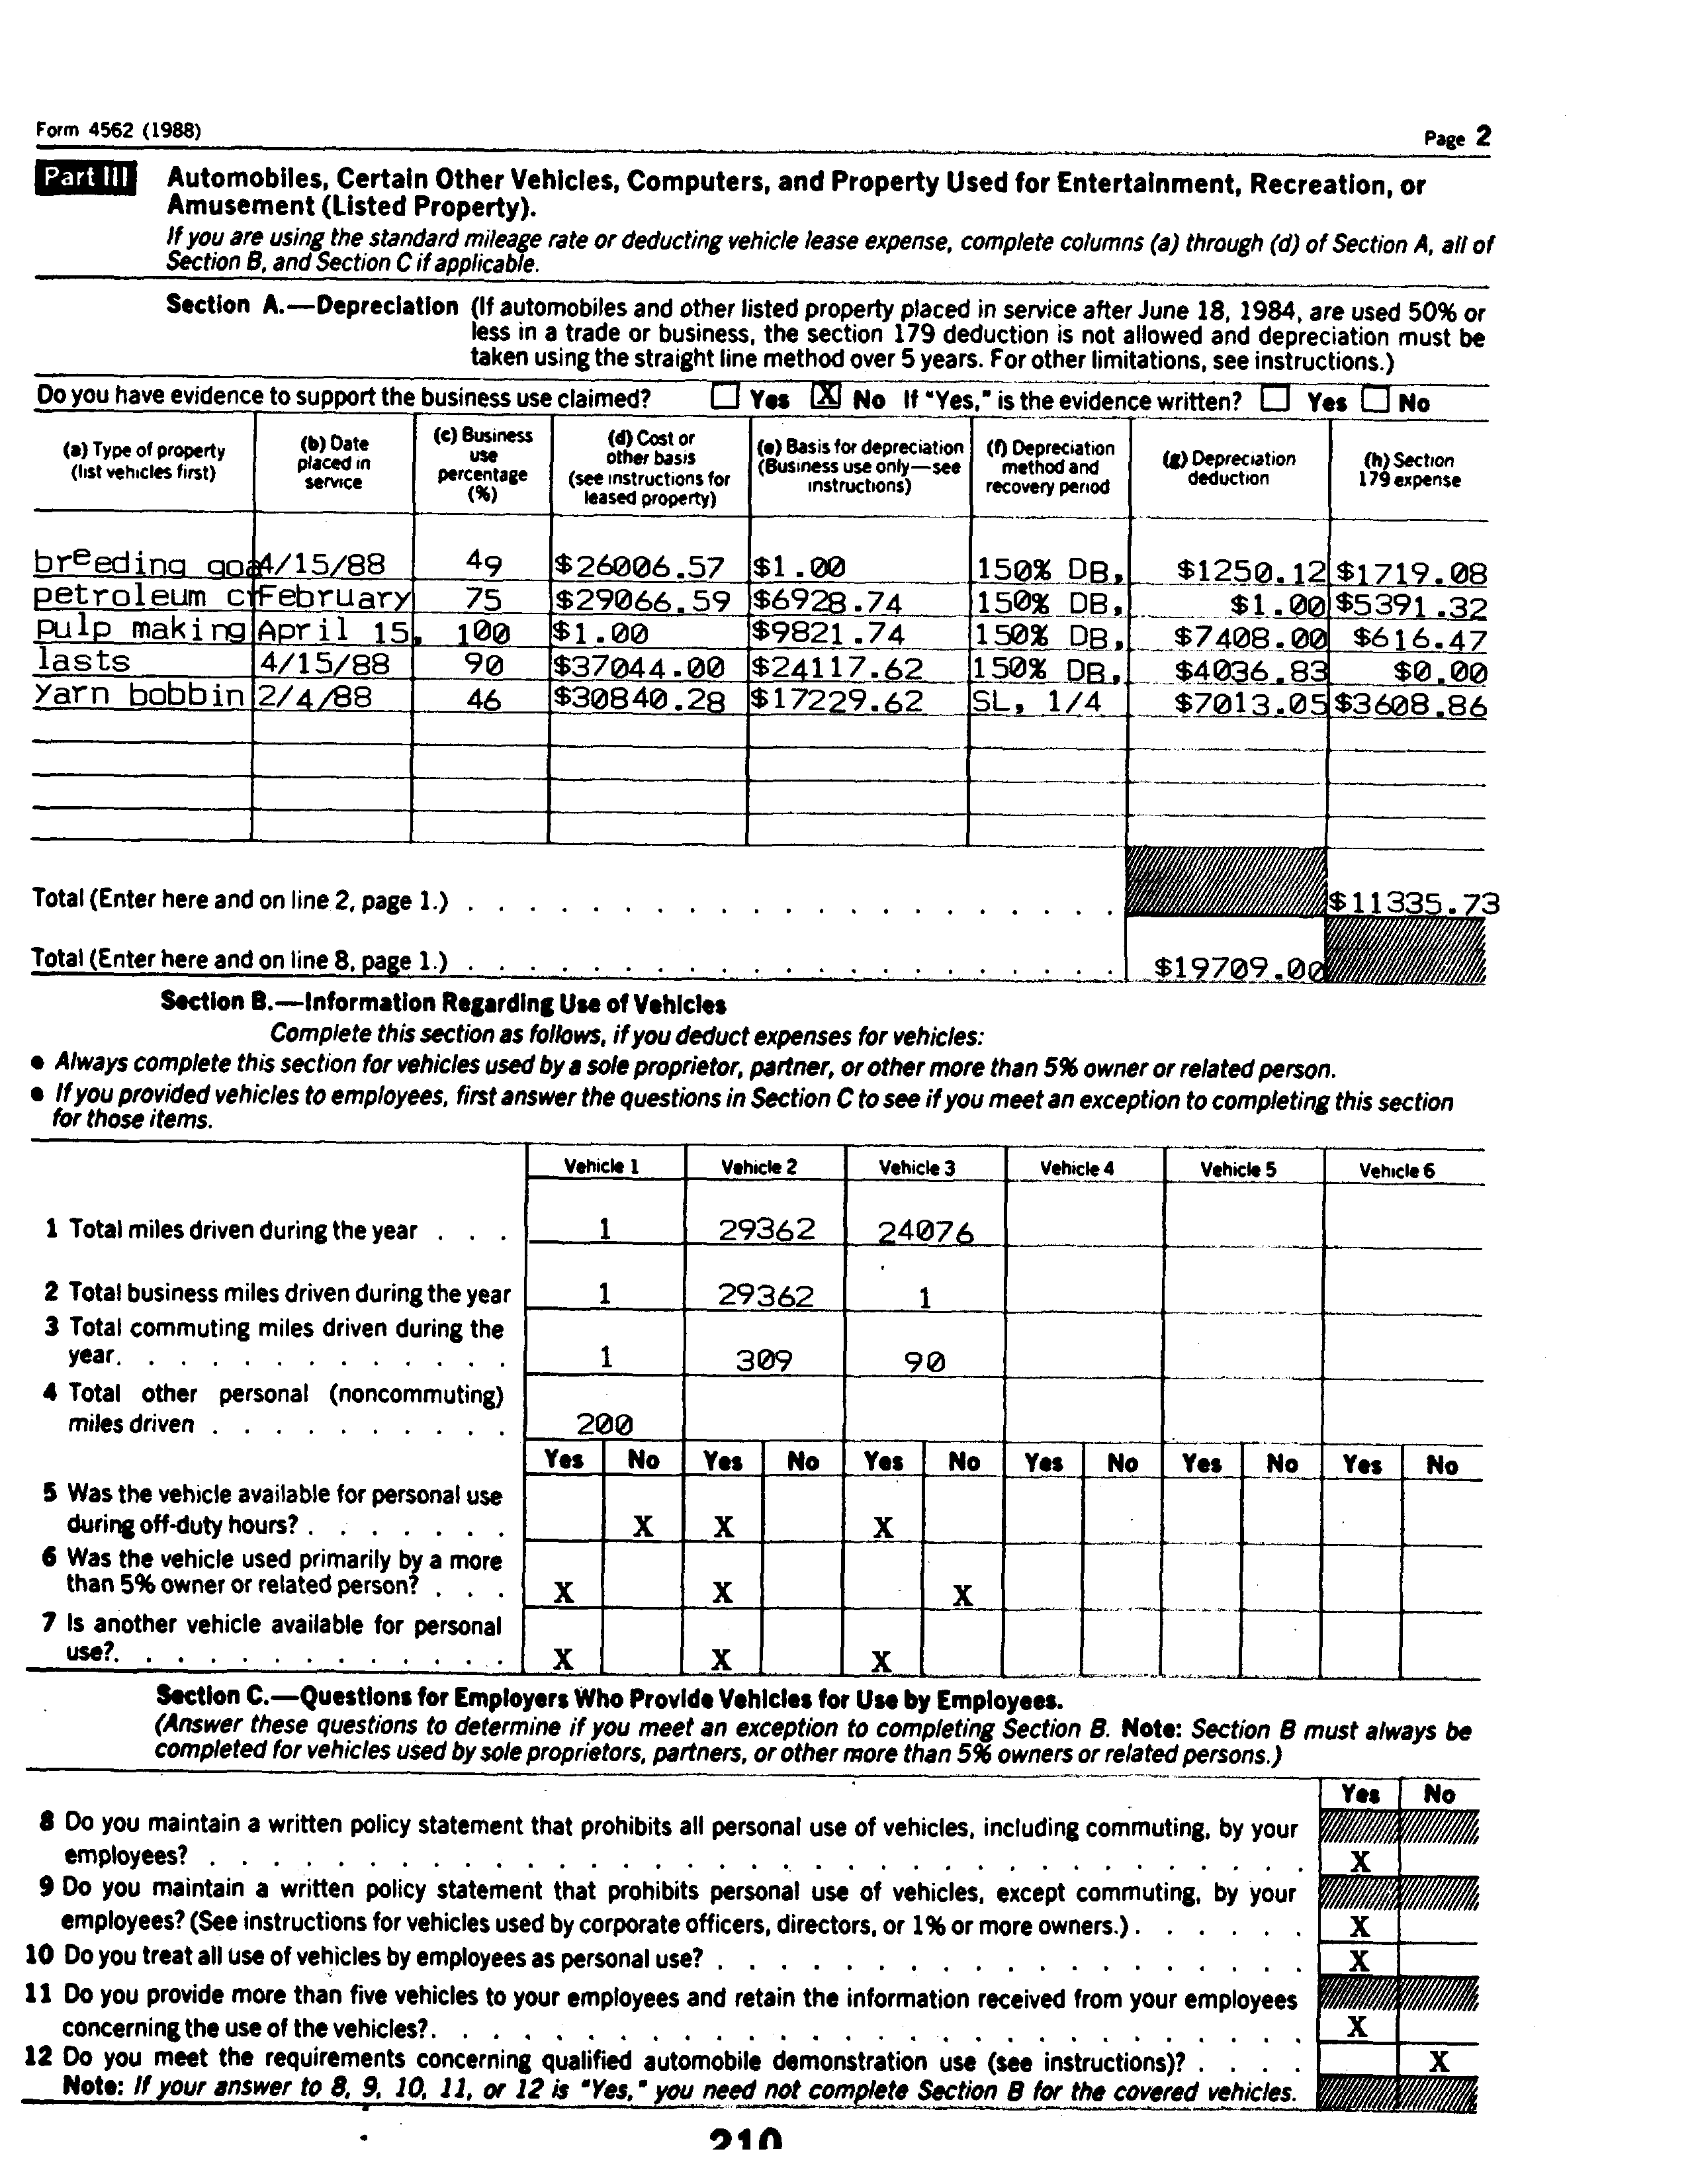 Form 4562 (1988)
Page 2
Part III Automobiles, Certain Other Vehicles, Computers, and Property Used for Entertainment, Recreation, or
Amusement (Listed Property).
If you are using the standard mileage rate or deducting vehicle lease expense, complete columns (a) through (d) of Section A, all of
Section B, and Section C if applicable.
Section A.—Depreciation (If automobiles and other listed property placed in service after June 18, 1984, are used 50% or
less in a trade or business, the section 179 deduction is not allowed and depreciation must be
taken using the straight line method over 5 years. For other limitations, see instructions.)
Do you have evidence to support the business use claimed? Yes X No If "Yes," is the evidence written? Yes No
(a) Type of property (list vehicles first) (b) Date placed in service (c) Business use percentage (%) (d) Cost or other basis (see instructions for leased property) (e) Basis for depreciation (Business use only—see instructions) (f) Depreciation method and recovery period (g) Depreciation deduction (h) Section 179 expense
breeding goa 4/15/88 49 $26006.57 $1.00 150% DB, $1250.12 $1719.08
petroleum c February 75 $29066.59 $6928.74 150% DB, $1.00 $5391.32
pulp making April 15, 100 $1.00 $9821.74 150% DB, $7408.00 $616.47
lasts 4/15/88 90 $37044.00 $24117.62 150% DB, $4036.83 $0.00
yarn bobbin 2/4/88 46 $30840.28 $17229.62 SL, 1/4 $7013.05 $3608.86
Total (Enter here and on line 2, page 1.) $11335.73
Total (Enter here and on line 8, page 1.) $19709.00
Section B.—Information Regarding Use of Vehicles
Complete this section as follows, if you deduct expenses for vehicles:
● Always complete this section for vehicles used by a sole proprietor, partner, or other more than 5% owner or related person.
● If you provided vehicles to employees, first answer the questions in Section C to see if you meet an exception to completing this section
for those items.
Vehicle 1 Vehicle 2 Vehicle 3 Vehicle 4 Vehicle 5 Vehicle 6
1 Total miles driven during the year . . . 1 29362 24076
2 Total business miles driven during the year 1 29362 1
3 Total commuting miles driven during the
year. 1 309 90
4 Total other personal (noncommuting)
miles driven 200
Yes No Yes No Yes No Yes No Yes No Yes No
5 Was the vehicle available for personal use
during off-duty hours? X X X
6 Was the vehicle used primarily by a more
than 5% owner or related person? X X X
7 Is another vehicle available for personal
use? X X X
Section C.—Questions for Employers Who Provide Vehicles for Use by Employees.
(Answer these questions to determine if you meet an exception to completing Section B. Note: Section B must always be
completed for vehicles used by sole proprietors, partners, or other more than 5% owners or related persons.)
Yes No
8 Do you maintain a written policy statement that prohibits all personal use of vehicles, including commuting, by your
employees? X
9 Do you maintain a written policy statement that prohibits personal use of vehicles, except commuting, by your
employees? (See instructions for vehicles used by corporate officers, directors, or 1% or more owners.) X
10 Do you treat all use of vehicles by employees as personal use? X
11 Do you provide more than five vehicles to your employees and retain the information received from your employees
concerning the use of the vehicles? X
12 Do you meet the requirements concerning qualified automobile demonstration use (see instructions)? X
Note: If your answer to 8, 9, 10, 11, or 12 is "Yes," you need not complete Section B for the covered vehicles.
210